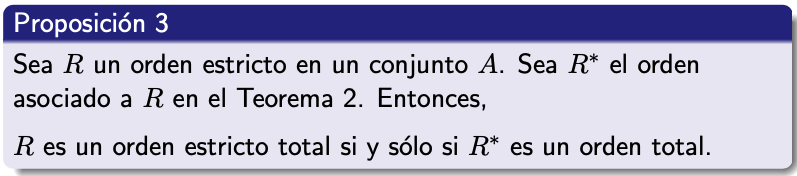 Proposición 3
Sea R un orden estricto en un conjunto A. Sea R* el orden
asociado a R en el Teorema 2. Entonces,
R es un orden estricto total si y sólo si R* es un orden total.